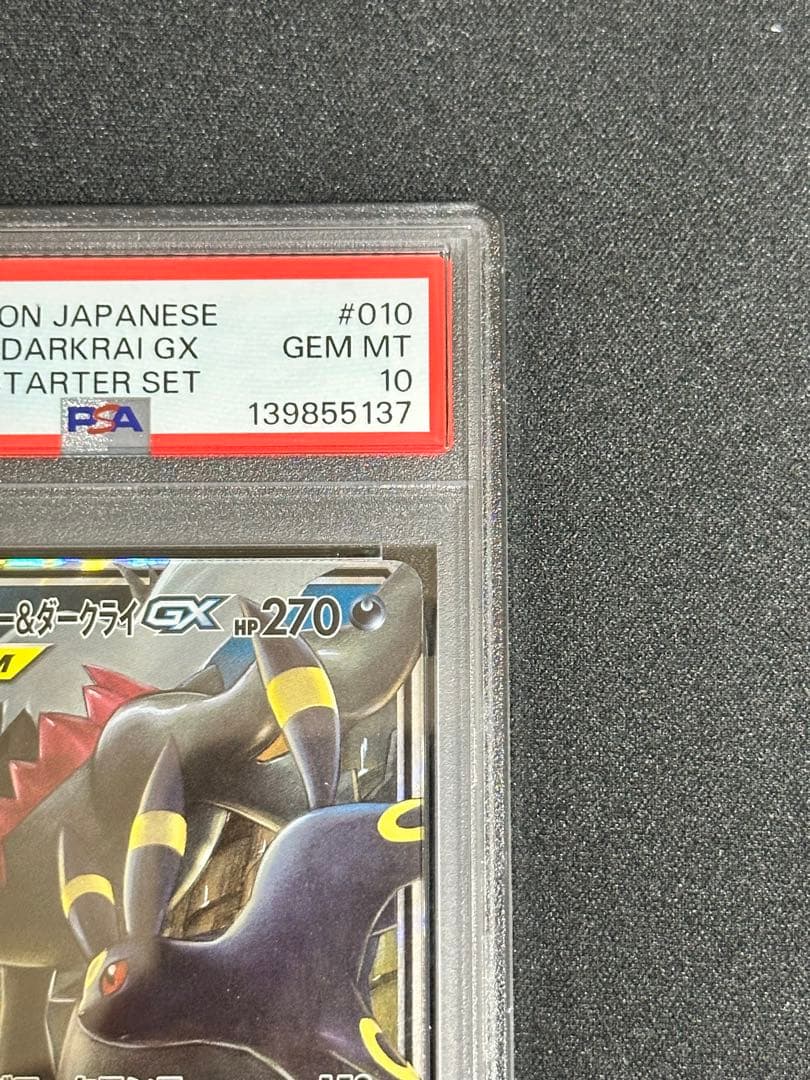 ON JAPANESE #010
DARKRAI GX GEM MT
TARTER SET 10
PSA 139855137
ー&ダークライGX HP270
M